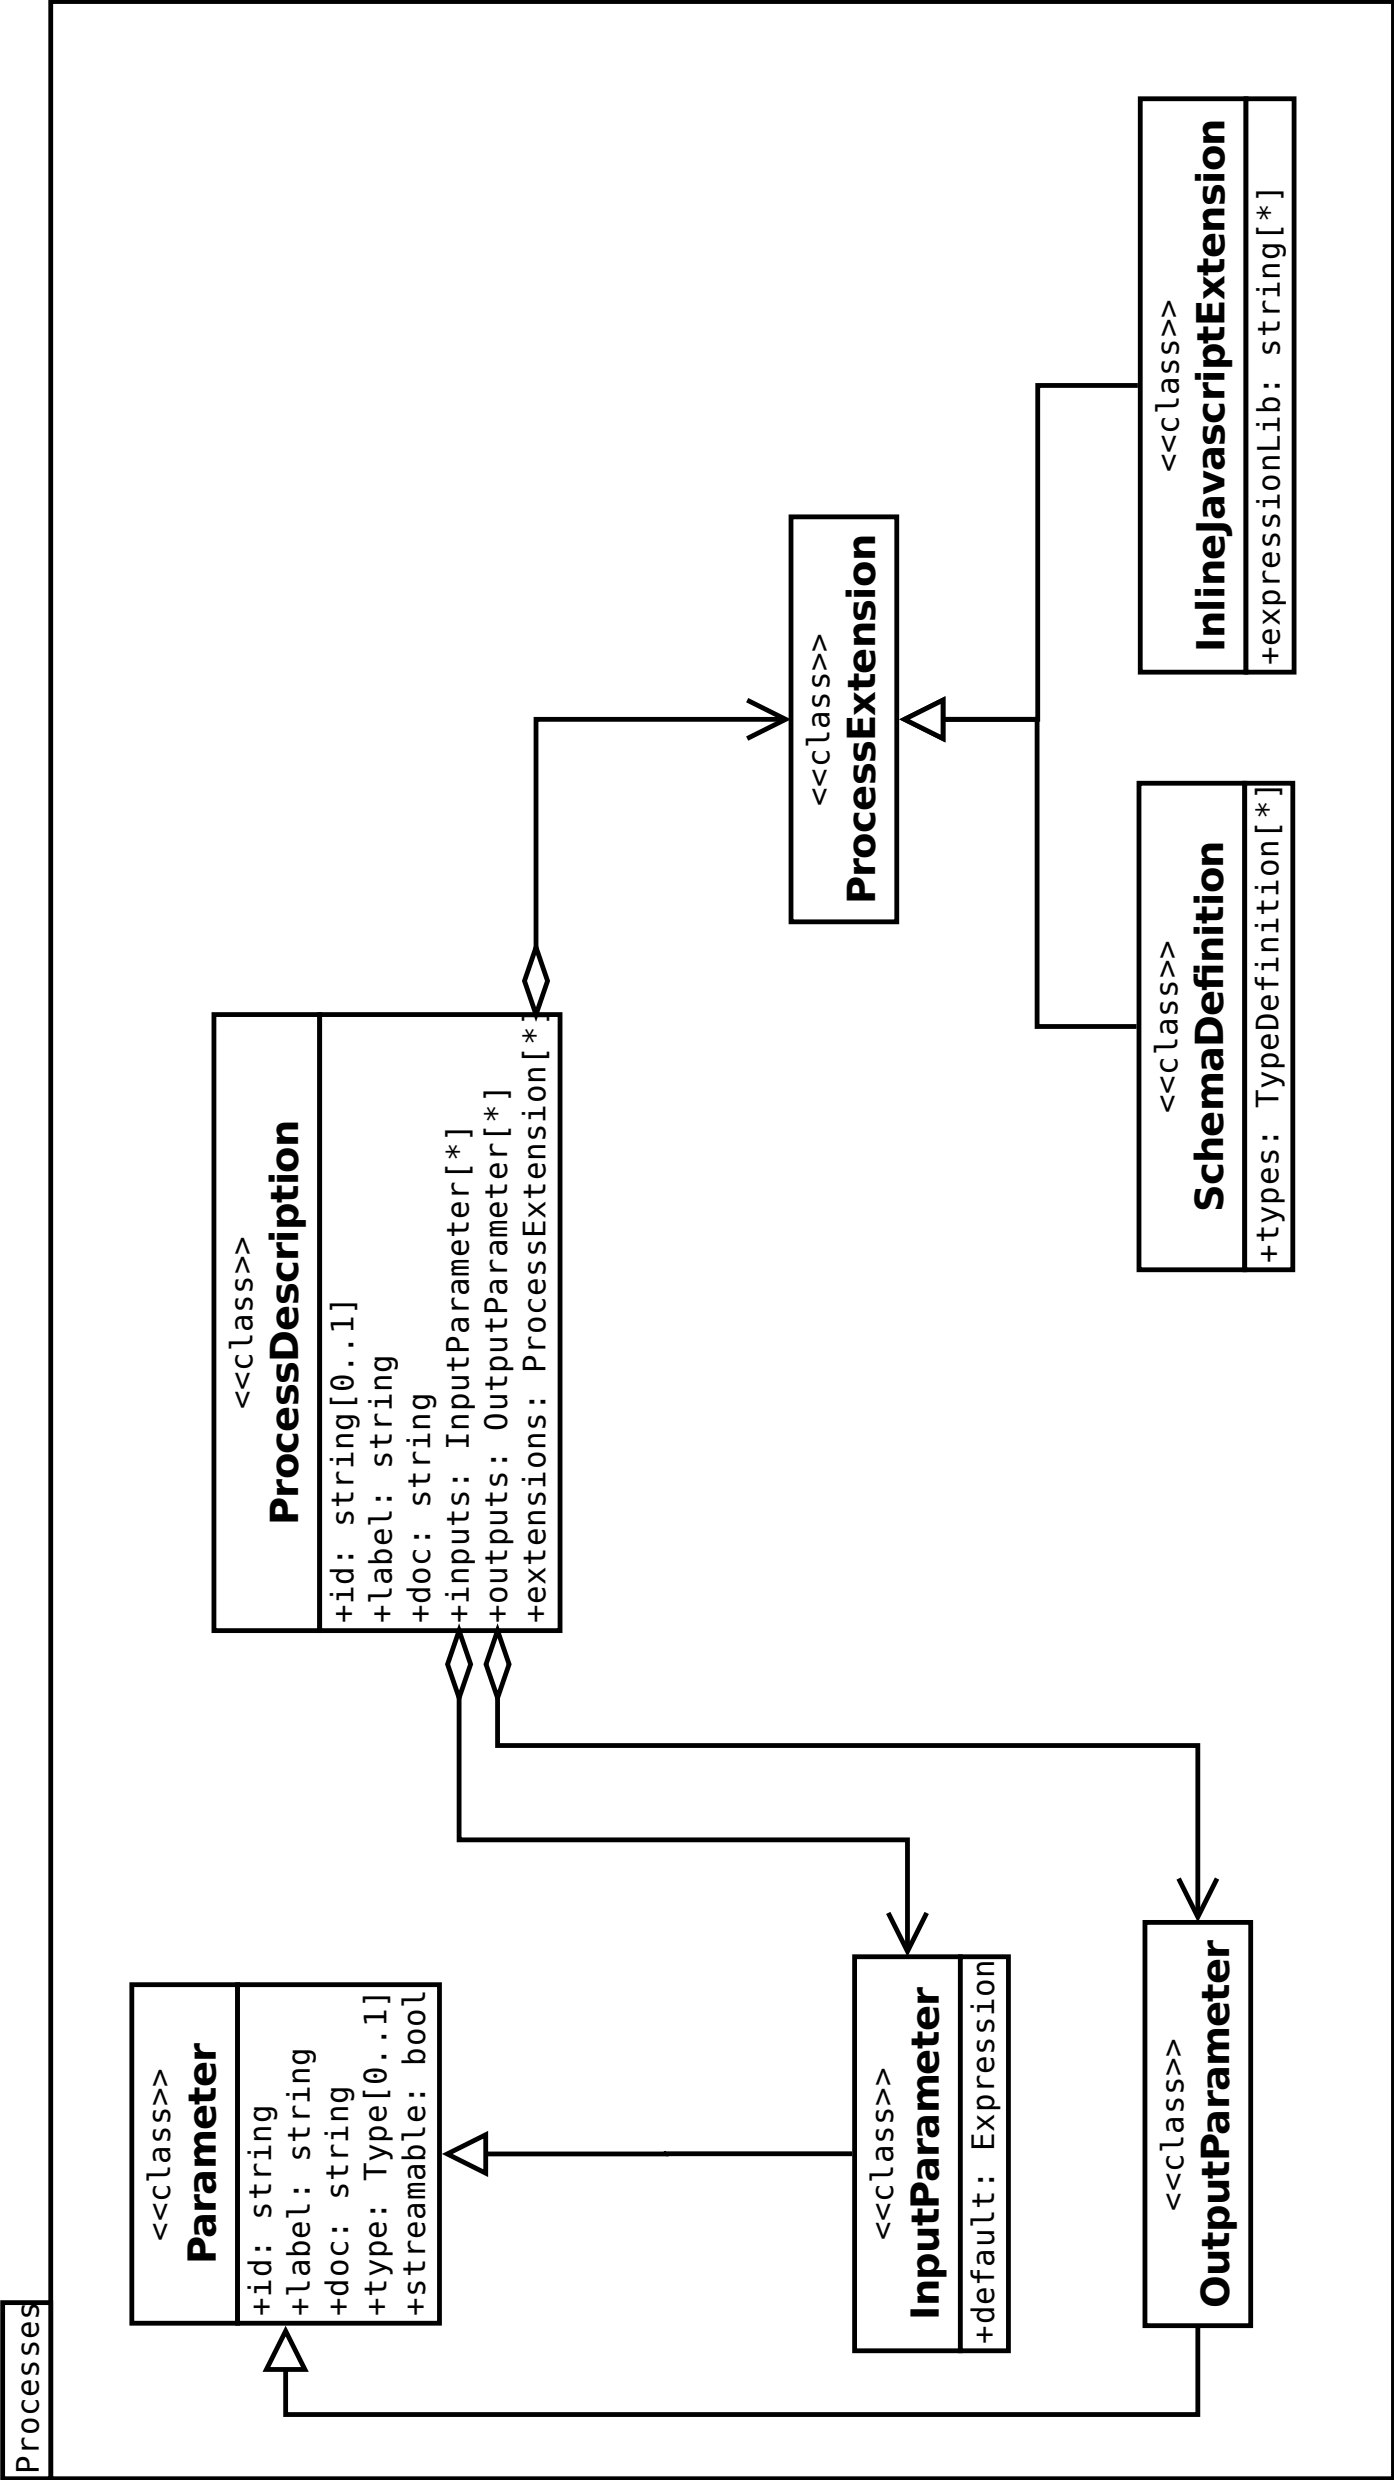 Processes
<<class>>
Parameter
+id: string
+label: string
+doc: string
+type: Type[0..1]
+streamable: bool
<<class>>
ProcessDescription
+id: string[0..1]
+label: string
+doc: string
+inputs: InputParameter[*]
+outputs: OutputParameter[*]
+extensions: ProcessExtension[*]
<<class>>
ProcessExtension
<<class>>
InputParameter
+default: Expression
<<class>>
OutputParameter
<<class>>
SchemaDefinition
+types: TypeDefinition[*]
<<class>>
InlineJavascriptExtension
+expressionLib: string[*]